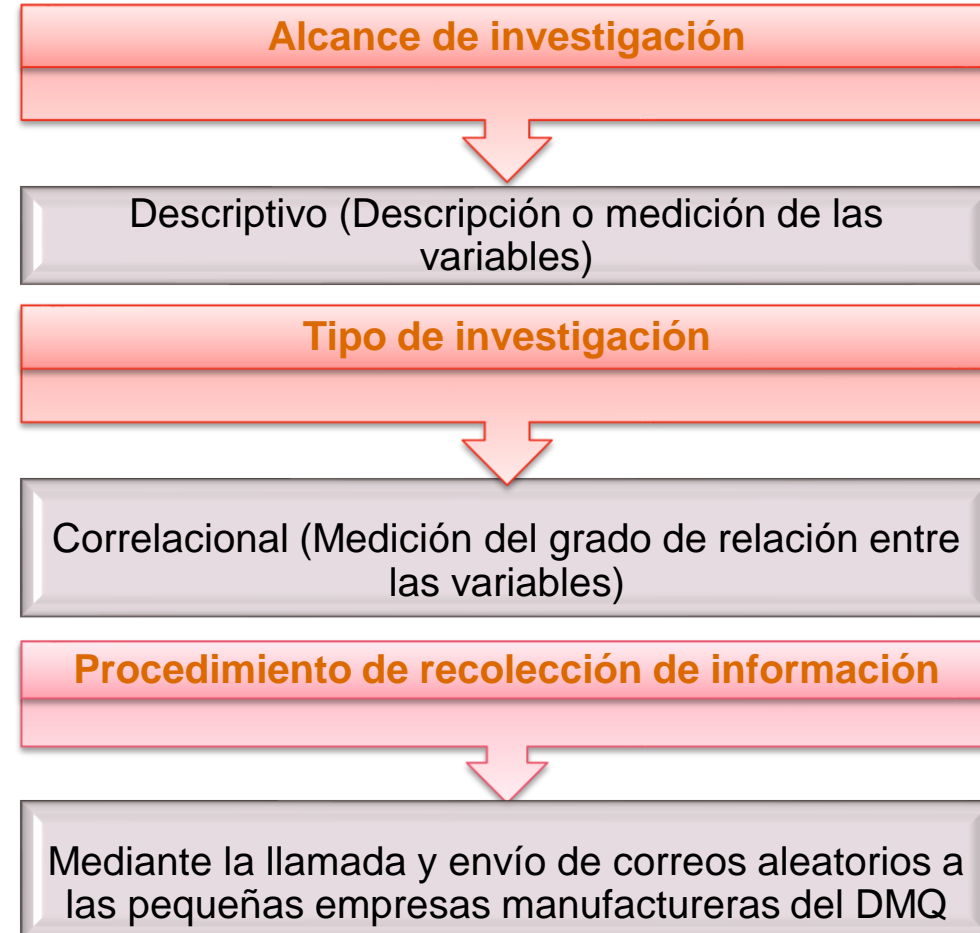 Alcance de investigación
Descriptivo (Descripción o medición de las
variables)
Tipo de investigación
Correlacional (Medición del grado de relación entre
las variables)
Procedimiento de recolección de información
Mediante la llamada y envío de correos aleatorios a
las pequeñas empresas manufactureras del DMQ